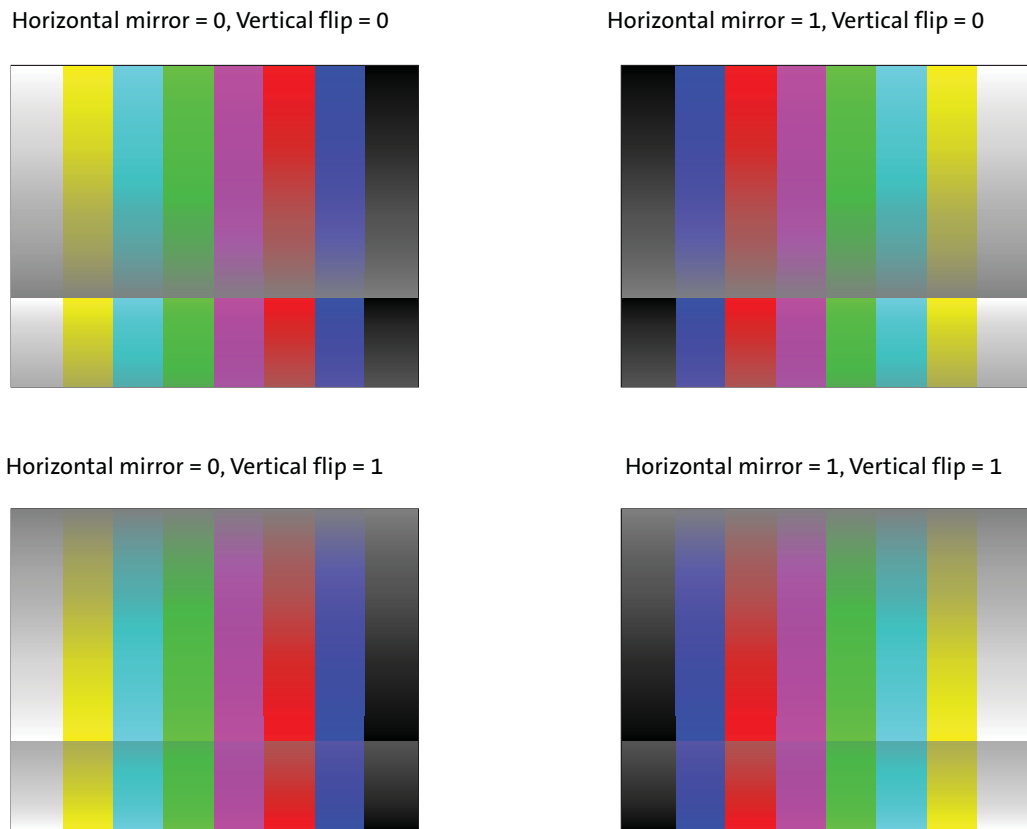 Horizontal mirror = 0, Vertical flip = 0
Horizontal mirror = 1, Vertical flip = 0
Horizontal mirror = 0, Vertical flip = 1
Horizontal mirror = 1, Vertical flip = 1